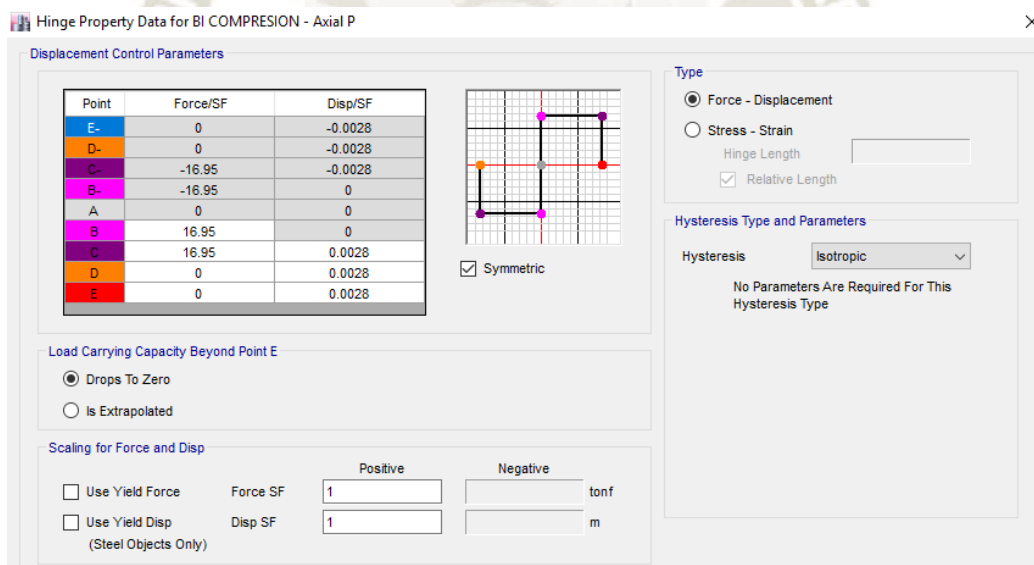 Hinge Property Data for BI COMPRESION - Axial P
Displacement Control Parameters
Point Force/SF Disp/SF
E- 0 -0.0028
D- 0 -0.0028
C- -16.95 -0.0028
B- -16.95 0
A 0 0
B 16.95 0
C 16.95 0.0028
D 0 0.0028
E 0 0.0028
Symmetric
Load Carrying Capacity Beyond Point E
Drops To Zero
Is Extrapolated
Scaling for Force and Disp
Positive Negative
Use Yield Force Force SF 1 tonf
Use Yield Disp Disp SF 1 m
(Steel Objects Only)
Type
Force - Displacement
Stress - Strain
Hinge Length
Relative Length
Hysteresis Type and Parameters
Hysteresis Isotropic
No Parameters Are Required For This
Hysteresis Type